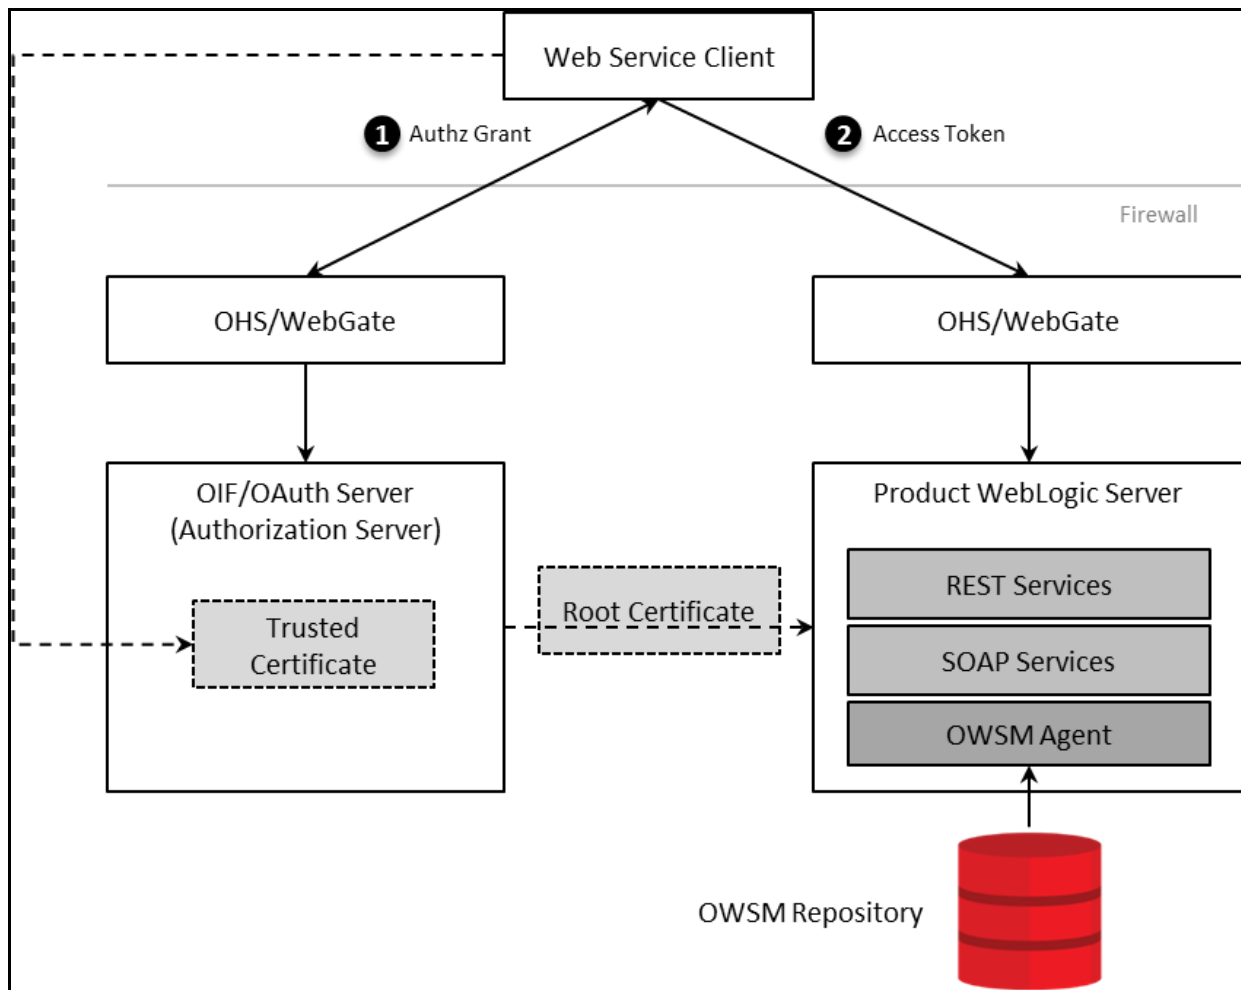 Web Service Client
1 Authz Grant
2 Access Token
Firewall
OHS/WebGate
OHS/WebGate
OIF/OAuth Server
(Authorization Server)
Trusted
Certificate
Root Certificate
Product WebLogic Server
REST Services
SOAP Services
OWSM Agent
OWSM Repository